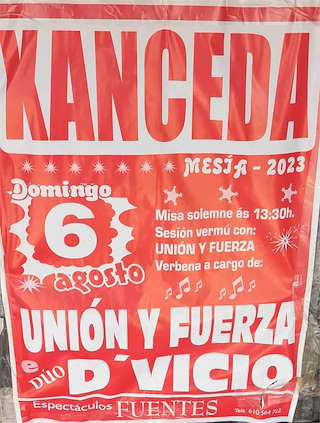 XANCEDA
MESÍA - 2023
Domingo
6
agosto
Misa solemne ás 13:30h.
Sesión vermú con:
UNIÓN Y FUERZA
Verbena a cargo de:
UNIÓN Y FUERZA
e DÚO D´VICIO
Espectáculos FUENTES